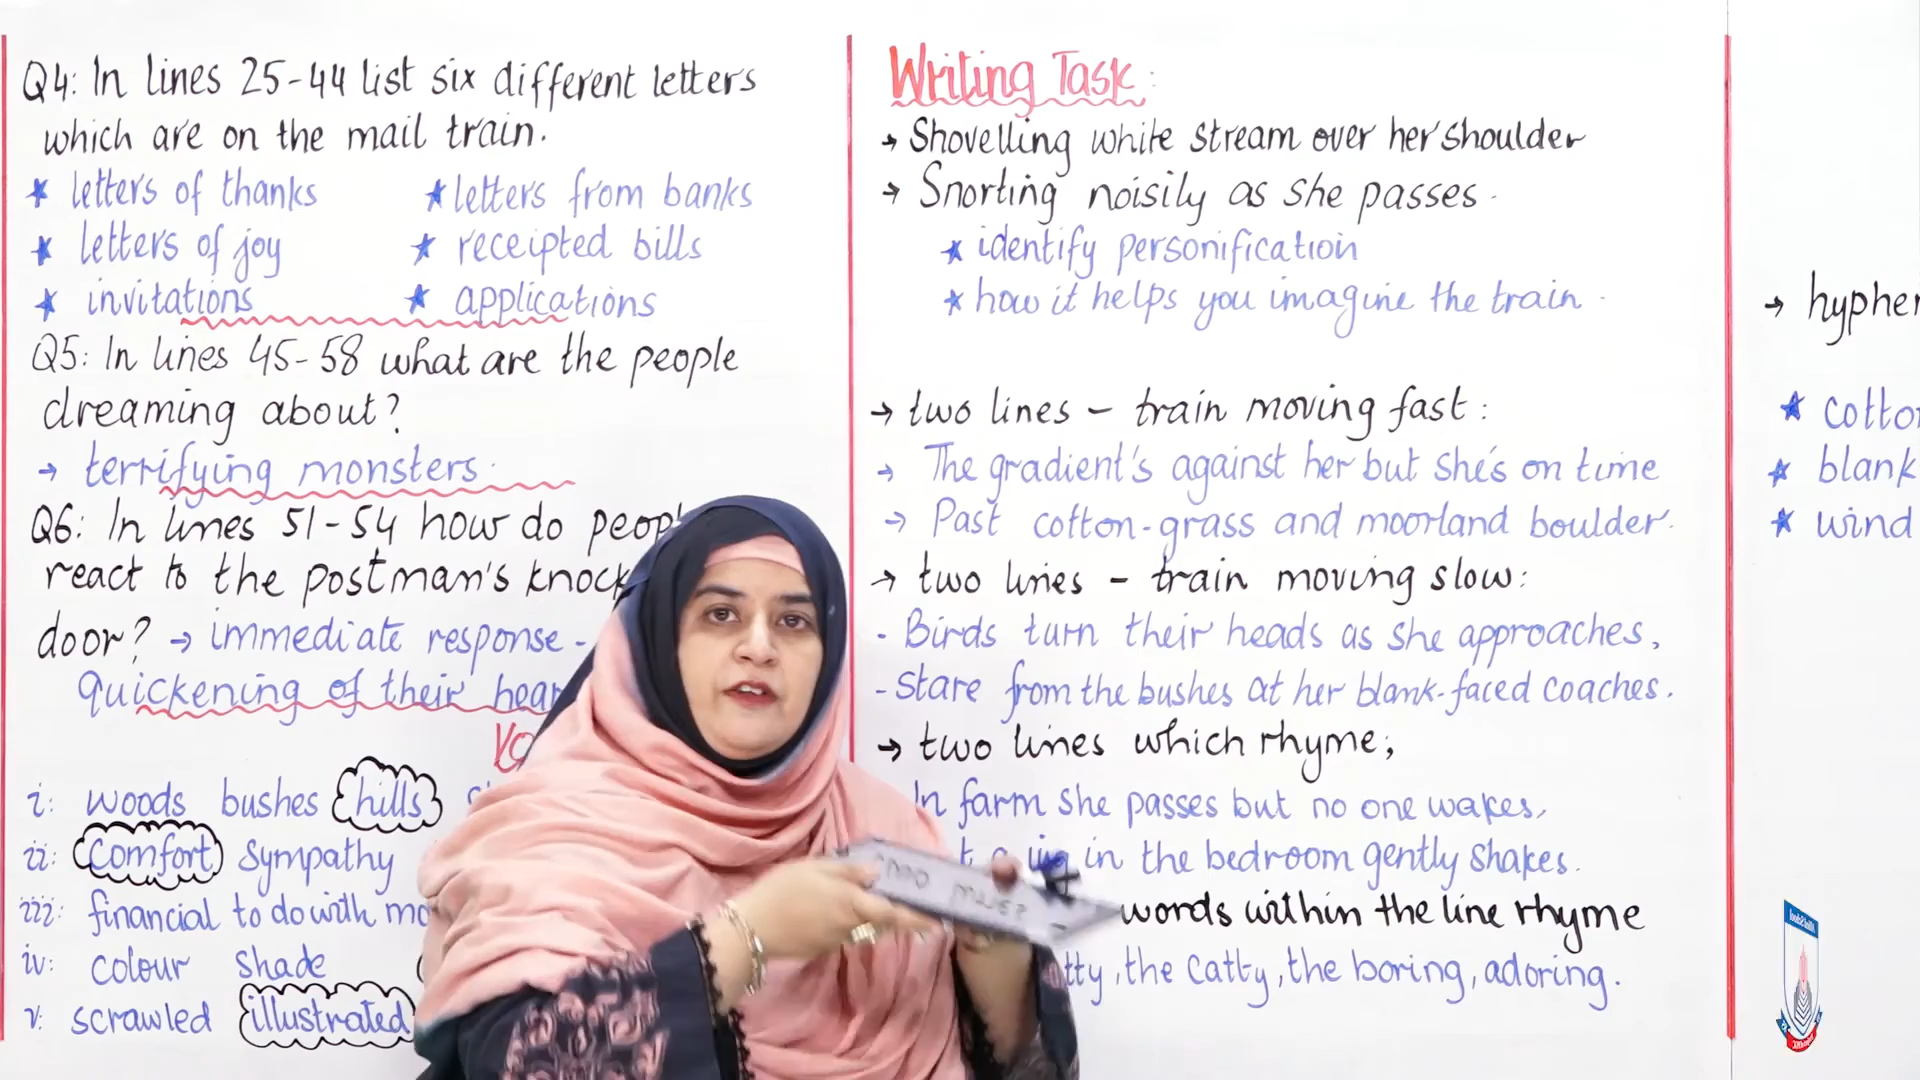 Q4: In lines 25-44 list six different letters
which are on the mail train.
★ letters of thanks ★ letters from banks
★ letters of joy ★ receipted bills
★ invitations ★ applications
Q5: In lines 45-58 what are the people
dreaming about?
→ terrifying monsters.
Q6: In lines 51-54 how do peop
react to the postman's knock
door? → immediate response -
quickening of their hear
i: woods bushes hills
ii: comfort sympathy
iii: financial to do with mo
iv: colour shade
v: scrawled illustrated
Writing Task:
→ Shovelling white stream over her shoulder
→ Snorting noisily as she passes.
★ identify personification
★ how it helps you imagine the train.
→ two lines - train moving fast:
→ The gradient's against her but she's on time
→ Past cotton-grass and moorland boulder.
→ two lines - train moving slow:
- Birds turn their heads as she approaches,
- Stare from the bushes at her blank-faced coaches.
→ two lines which rhyme;
In farm she passes but no one wakes,
in the bedroom gently shakes.
words within the line rhyme
tty, the catty, the boring, adoring.
→ hyphe
★ cotto
★ blank
★ wind